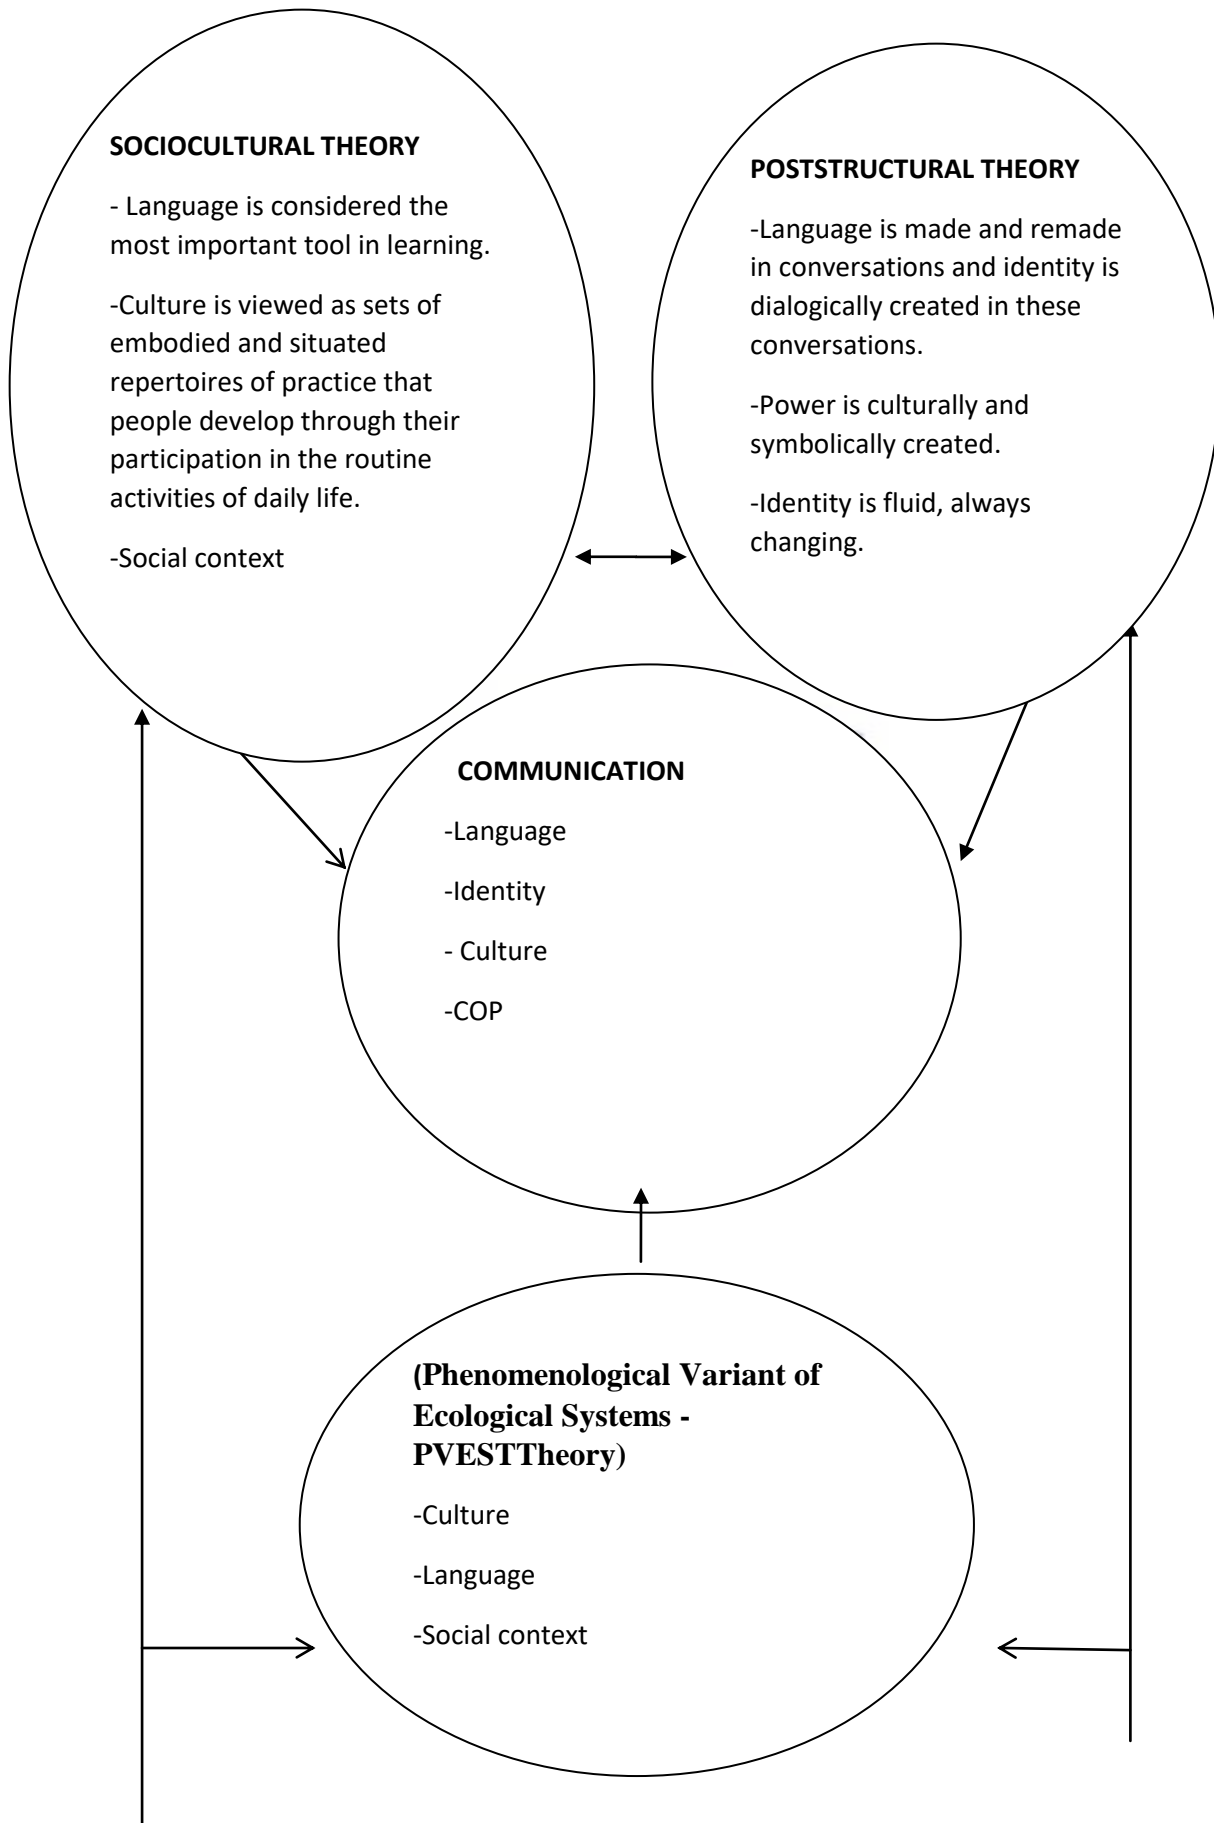 SOCIOCULTURAL THEORY
- Language is considered the
most important tool in learning.
-Culture is viewed as sets of
embodied and situated
repertoires of practice that
people develop through their
participation in the routine
activities of daily life.
-Social context
POSTSTRUCTURAL THEORY
-Language is made and remade
in conversations and identity is
dialogically created in these
conversations.
-Power is culturally and
symbolically created.
-Identity is fluid, always
changing.
COMMUNICATION
-Language
-Identity
- Culture
-COP
(Phenomenological Variant of
Ecological Systems -
PVESTTheory)
-Culture
-Language
-Social context